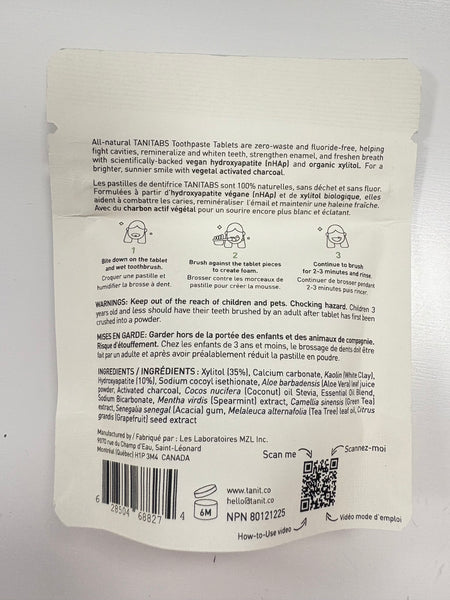 All-natural TANITABS Toothpaste Tablets are zero-waste and fluoride-free, helping
fight cavities, remineralize and whiten teeth, strengthen enamel, and freshen breath
with scientifically-backed vegan hydroxyapatite (nHAp) and organic xylitol. For a
brighter, sunnier smile with vegetal activated charcoal.
Les pastilles de dentifrice TANITABS sont 100% naturelles, sans déchet et sans fluor.
Formulées à partir d'hydroxyapatite végane (nHAp) et de xylitol biologique, elles
aident à combattre les caries, reminéraliser l'émail et maintenir une haleine fraîche.
Avec du charbon actif végétal pour un sourire encore plus blanc et éclatant.
1
Bite down on the tablet
and wet toothbrush.
Croquer une pastille et
humidifier la brosse à dent.
2
Brush against the tablet pieces
to create foam.
Brosser contre les morceaux de
pastille pour créer la mousse.
3
Continue to brush
for 2-3 minutes and rinse.
Continuer de brosser pendant
2-3 minutes puis rincer.
WARNINGS: Keep out of the reach of children and pets. Chocking hazard. Children 3
years old and less should have their teeth brushed by an adult after tablet has first been
crushed into a powder.
MISES EN GARDE: Garder hors de la portée des enfants et des animaux de compagnie.
Risque d'étouffement. Chez les enfants de 3 ans et moins, le brossage de dents doit être
fait par un adulte et après avoir préalablement réduit la pastille en poudre.
INGREDIENTS / INGRÉDIENTS : Xylitol (35%), Calcium carbonate, Kaolin (White Clay),
Hydroxyapatite (10%), Sodium cocoyl isethionate, Aloe barbadensis (Aloe Vera) leaf juice
powder, Activated charcoal, Cocos nucifera (Coconut) oil Stevia, Essential Oil Blend,
Sodium Bicarbonate, Mentha viridis (Spearmint) extract, Camellia sinensis (Green Tea)
extract, Senegalia senegal (Acacia) gum, Melaleuca alternafolia (Tea Tree) leaf oil, Citrus
grandis (Grapefruit) seed extract
Manufactured by / Fabriqué par : Les Laboratoires MZL Inc.
9370 rue du Champ d'Eau, Saint-Léonard
Montréal (Québec) H1P 3M4 CANADA
Scan me
Scannez-moi
6 28504 68827 4
6M
www.tanit.co
hello@tanit.co
NPN 80121225
How-to-Use video
Vidéo mode d'emploi